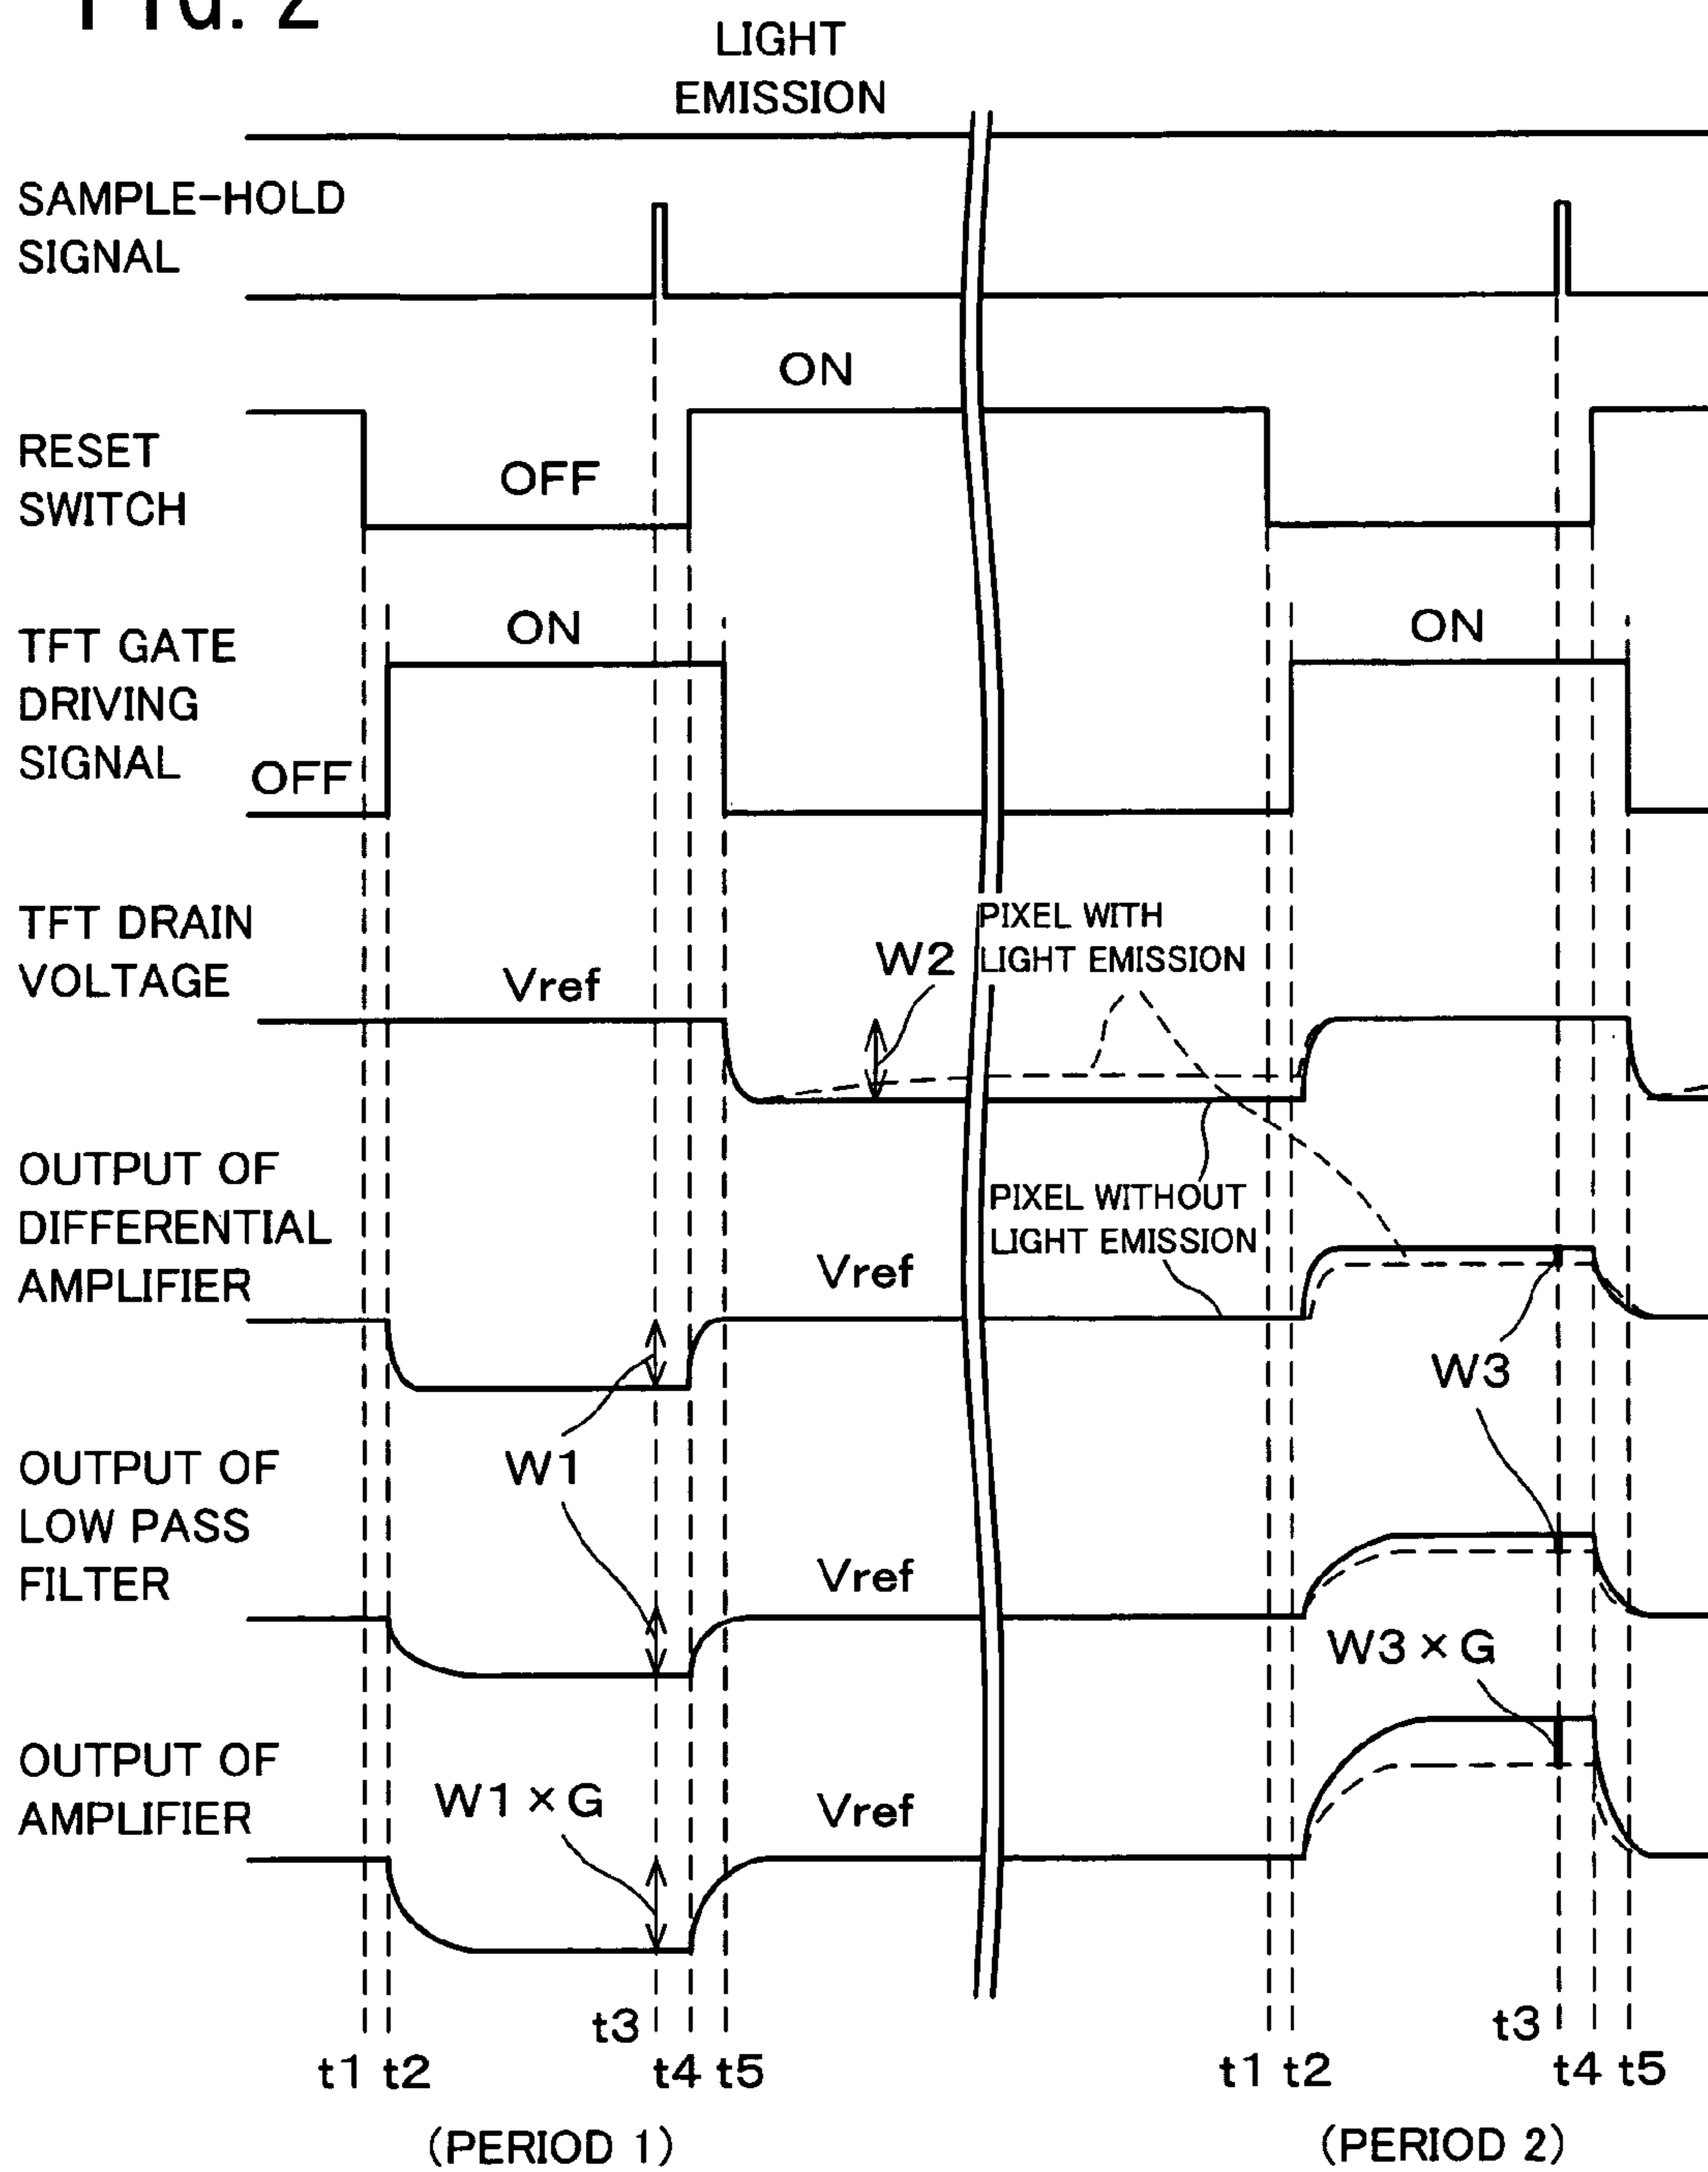 FIG. 2
LIGHT
EMISSION
SAMPLE-HOLD
SIGNAL
ON
RESET
SWITCH
OFF
TFT GATE
DRIVING
SIGNAL
ON
ON
OFF
TFT DRAIN
VOLTAGE
Vref
W2
PIXEL WITH
LIGHT EMISSION
OUTPUT OF
DIFFERENTIAL
AMPLIFIER
PIXEL WITHOUT
LIGHT EMISSION
Vref
W3
W1
OUTPUT OF
LOW PASS
FILTER
Vref
W3 × G
OUTPUT OF
AMPLIFIER
W1 × G
Vref
t3
t3
t1 t2 t4 t5
t1 t2 t4 t5
(PERIOD 1)
(PERIOD 2)